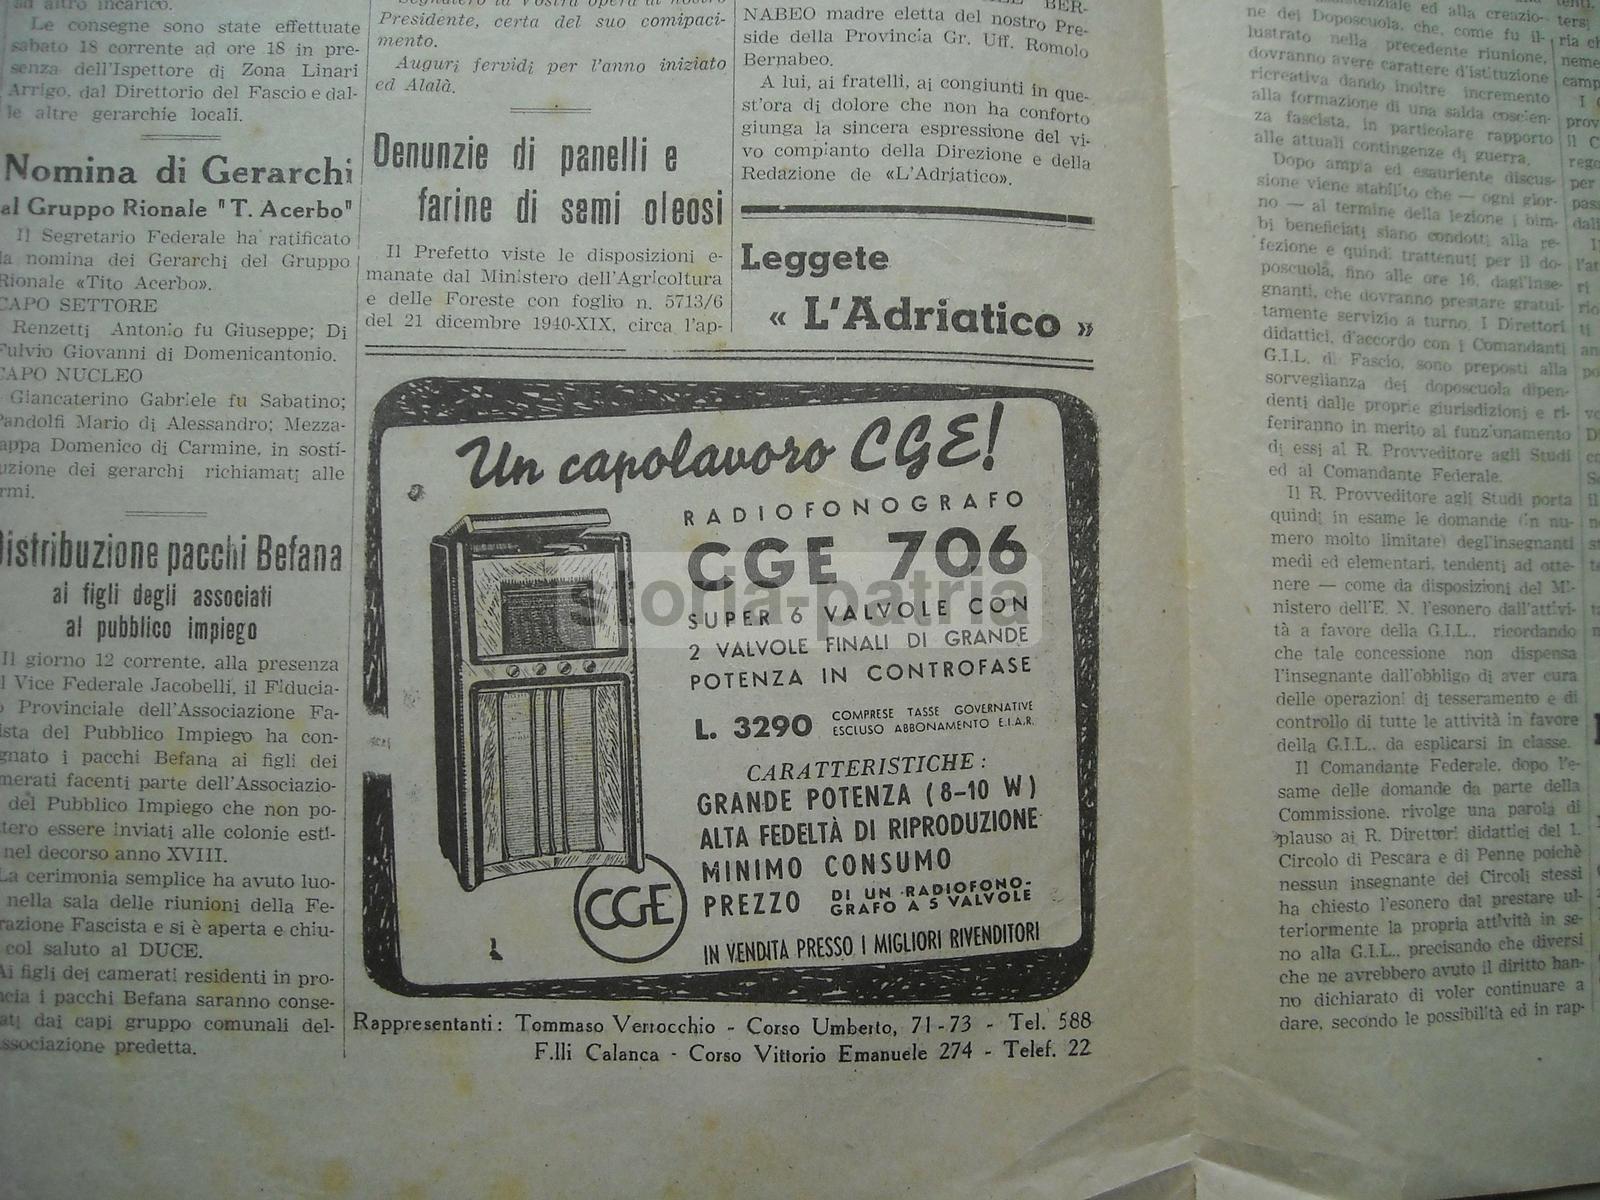 ad altro incarico.
Le consegne sono state effettuate
sabato 18 corrente ad ore 18 in pre-
senza dell'Ispettore di Zona Linari
Arrigo, dal Direttorio del Fascio e dal-
le altre gerarchie locali.
Nomina di Gerarchi
al Gruppo Rionale "T. Acerbo"
Il Segretario Federale ha ratificato
la nomina dei Gerarchi del Gruppo
Rionale «Tito Acerbo».
CAPO SETTORE
Renzetti Antonio fu Giuseppe; Di
Fulvio Giovanni di Domenicantonio.
CAPO NUCLEO
Giancaterino Gabriele fu Sabatino;
Pandolfi Mario di Alessandro; Mezza-
appa Domenico di Carmine, in sosti-
uzione dei gerarchi richiamati alle
rmi.
Distribuzione pacchi Befana
ai figli degli associati
al pubblico impiego
Il giorno 12 corrente, alla presenza
l Vice Federale Jacobelli, il Fiducia-
o Provinciale dell'Associazione Fa-
ista del Pubblico Impiego ha con-
gnato i pacchi Befana ai figli dei
merati facenti parte dell'Associazio-
del Pubblico Impiego che non po-
tero essere inviati alle colonie esti-
nel decorso anno XVIII.
La cerimonia semplice ha avuto luo-
nella sala delle riunioni della Fe-
razione Fascista e si è aperta e chiu-
col saluto al DUCE.
Ai figli dei camerati residenti in pro-
ncia i pacchi Befana saranno conse-
ati dai capi gruppo comunali del-
ssociazione predetta.
Segnaterò la vostra opera al nostro
Presidente, certa del suo comipaci-
mento.
Auguri fervidi per l'anno iniziato
ed Alalà.
Denunzie di panelli e
farine di semi oleosi
Il Prefetto viste le disposizioni e-
manate dal Ministero dell'Agricoltura
e delle Foreste con foglio n. 5713/6
del 21 dicembre 1940-XIX, circa l'ap-
BER-
NABEO madre eletta del nostro Pre-
side della Provincia Gr. Uff. Romolo
Bernabeo.
A lui, ai fratelli, ai congiunti in que-
st'ora di dolore che non ha conforto
giunga la sincera espressione del vi-
vo compianto della Direzione e della
Redazione de «L'Adriatico».
Leggete
« L'Adriatico »
Un capolavoro CGE!
RADIOFONOGRAFO
CGE 706
SUPER 6 VALVOLE CON
2 VALVOLE FINALI DI GRANDE
POTENZA IN CONTROFASE
L. 3290 COMPRESE TASSE GOVERNATIVE
ESCLUSO ABBONAMENTO E.I.A.R.
CARATTERISTICHE:
GRANDE POTENZA (8-10 W)
ALTA FEDELTÀ DI RIPRODUZIONE
MINIMO CONSUMO
PREZZO DI UN RADIOFONO-
GRAFO A 5 VALVOLE
CGE
IN VENDITA PRESSO I MIGLIORI RIVENDITORI
Rappresentanti: Tommaso Verrocchio - Corso Umberto, 71-73 - Tel. 588
F.lli Calanca - Corso Vittorio Emanuele 274 - Telef. 22
istoria-patria
ed alla creazio-
ne dei Doposcuola, che, come fu il-
lustrato nella precedente riunione,
dovranno avere carattere d'istituzione
ricreativa dando inoltre incremento
alla formazione di una salda coscien-
za fascista, in particolare rapporto
alle attuali contingenze di guerra.
Dopo ampia ed esauriente discus-
sione viene stabilito che — ogni gior-
no — al termine della lezione i bim-
bi beneficiati siano condotti alla re-
fezione e quindi trattenuti per il do-
poscuola, fino alle ore 16, dagl'inse-
gnanti, che dovranno prestare gratui-
tamente servizio a turno. I Direttori
didattici, d'accordo con i Comandanti
G.I.L. di Fascio, sono preposti alla
sorveglianza dei doposcuola dipen-
denti dalle proprie giurisdizioni e ri-
feriranno in merito al funzionamento
di essi al R. Provveditore agli Studi
ed al Comandante Federale.
Il R. Provveditore agli Studi porta
quindi in esame le domande (in nu-
mero molto limitate) degl'insegnanti
medi ed elementari, tendenti ad otte-
nere — come da disposizioni del Mi-
nistero dell'E. N. l'esonero dall'attivi-
tà a favore della G.I.L., ricordando
che tale concessione non dispensa
l'insegnante dall'obbligo di aver cura
delle operazioni di tesseramento e di
controllo di tutte le attività in favore
della G.I.L., da esplicarsi in classe.
Il Comandante Federale, dopo l'e-
same delle domande da parte della
Commissione, rivolge una parola di
plauso ai R. Direttori didattici del 1.
Circolo di Pescara e di Penne poichè
nessun insegnante dei Circoli stessi
ha chiesto l'esonero dal prestare ul-
teriormente la propria attività in se-
no alla G.I.L., precisando che diversi
che ne avrebbero avuto il diritto han-
no dichiarato di voler continuare a
dare, secondo le possibilità ed in rap-